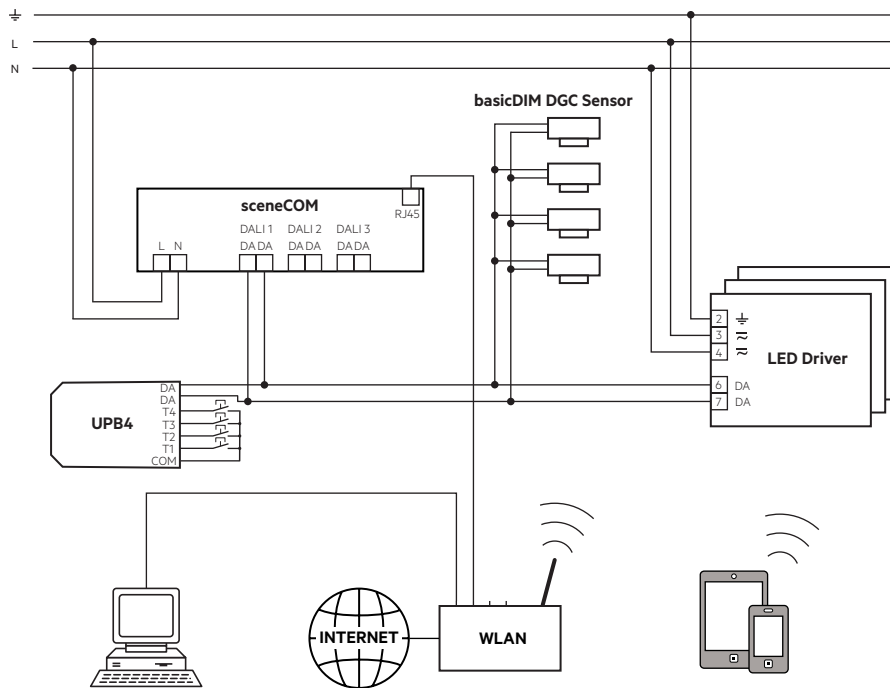 L
N
basicDIM DGC Sensor
sceneCOM
RJ45
DALI 1 DALI 2 DALI 3
L N DA DA DA DA DA DA
2
3
4
LED Driver
6 DA
7 DA
UPB4
DA
DA
T4
T3
T2
T1
COM
INTERNET
WLAN